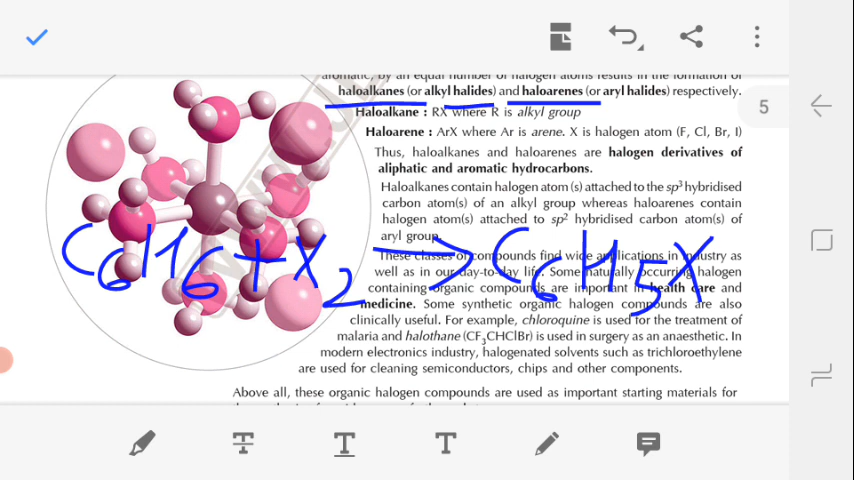 haloalkanes (or alkyl halides) and haloarenes (or aryl halides) respectively.
5
Haloalkane : RX where R is alkyl group
Haloarene : ArX where Ar is arene. X is halogen atom (F, Cl, Br, I)
Thus, haloalkanes and haloarenes are halogen derivatives of
aliphatic and aromatic hydrocarbons.
Haloalkanes contain halogen atom (s) attached to the sp³ hybridised
carbon atom(s) of an alkyl group whereas haloarenes contain
halogen atom(s) attached to sp² hybridised carbon atom(s) of
aryl group.
C6H6+X2 → C6H5X
These classes of compounds find wide applications in industry as
well as in our day-to-day life. Some naturally occurring halogen
containing organic compounds are important in health care and
medicine. Some synthetic organic halogen compounds are also
clinically useful. For example, chloroquine is used for the treatment of
malaria and halothane (CF₃CHClBr) is used in surgery as an anaesthetic. In
modern electronics industry, halogenated solvents such as trichloroethylene
are used for cleaning semiconductors, chips and other components.
Above all, these organic halogen compounds are used as important starting materials for
T
T
T